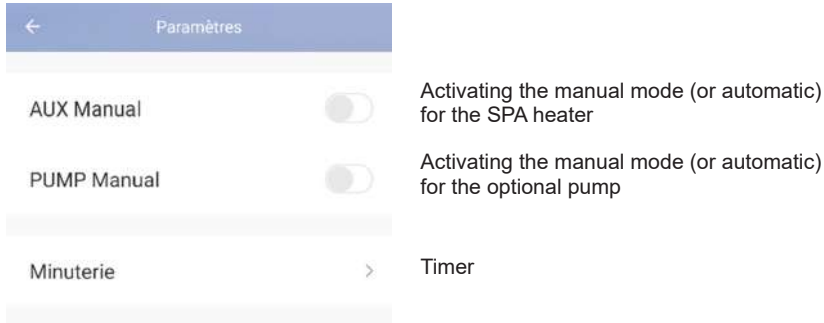 Paramètres
AUX Manual
Activating the manual mode (or automatic)
for the SPA heater
PUMP Manual
Activating the manual mode (or automatic)
for the optional pump
Minuterie
Timer